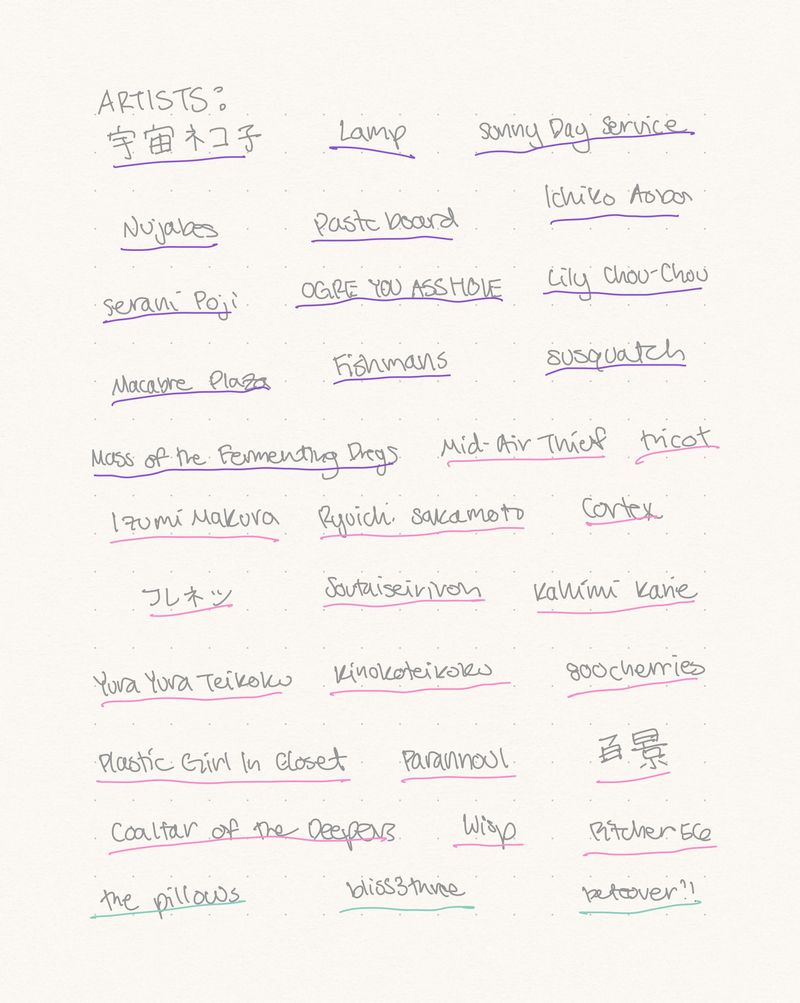 ARTISTS:
宇宙ネコ子 Lamp Sunny Day Service
Nujabes Pasteboard Ichiko Aoba
Serani Poji OGRE YOU ASSHOLE Lily Chou-Chou
Macabre Plaza Fishmans susquatch
Mass of the Fermenting Dregs Mid-Air Thief tricot
Izumi Makura Ryuichi Sakamoto Cortex
フレネツ Soutaiseirivon Kahimi Karie
Yura Yura Teikoku Kinokoteikoku 800cherries
Plastic Girl In Closet Parannoul 百景
Coaltar of the Deepers Wisp Pitcher56
the pillows bliss3three betcover!!